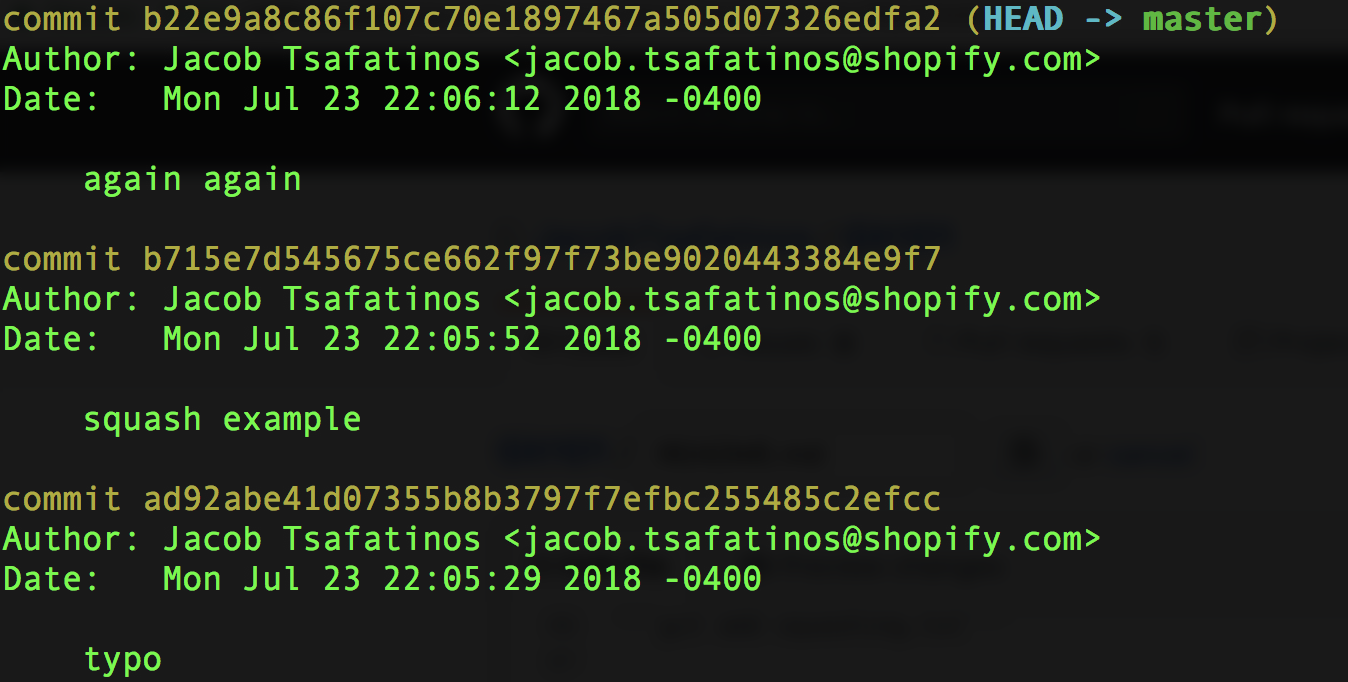 commit b22e9a8c86f107c70e1897467a505d07326edfa2 (HEAD -> master)
Author: Jacob Tsafatinos <jacob.tsafatinos@shopify.com>
Date:   Mon Jul 23 22:06:12 2018 -0400
again again
commit b715e7d545675ce662f97f73be9020443384e9f7
Author: Jacob Tsafatinos <jacob.tsafatinos@shopify.com>
Date:   Mon Jul 23 22:05:52 2018 -0400
squash example
commit ad92abe41d07355b8b3797f7efbc255485c2efcc
Author: Jacob Tsafatinos <jacob.tsafatinos@shopify.com>
Date:   Mon Jul 23 22:05:29 2018 -0400
typo